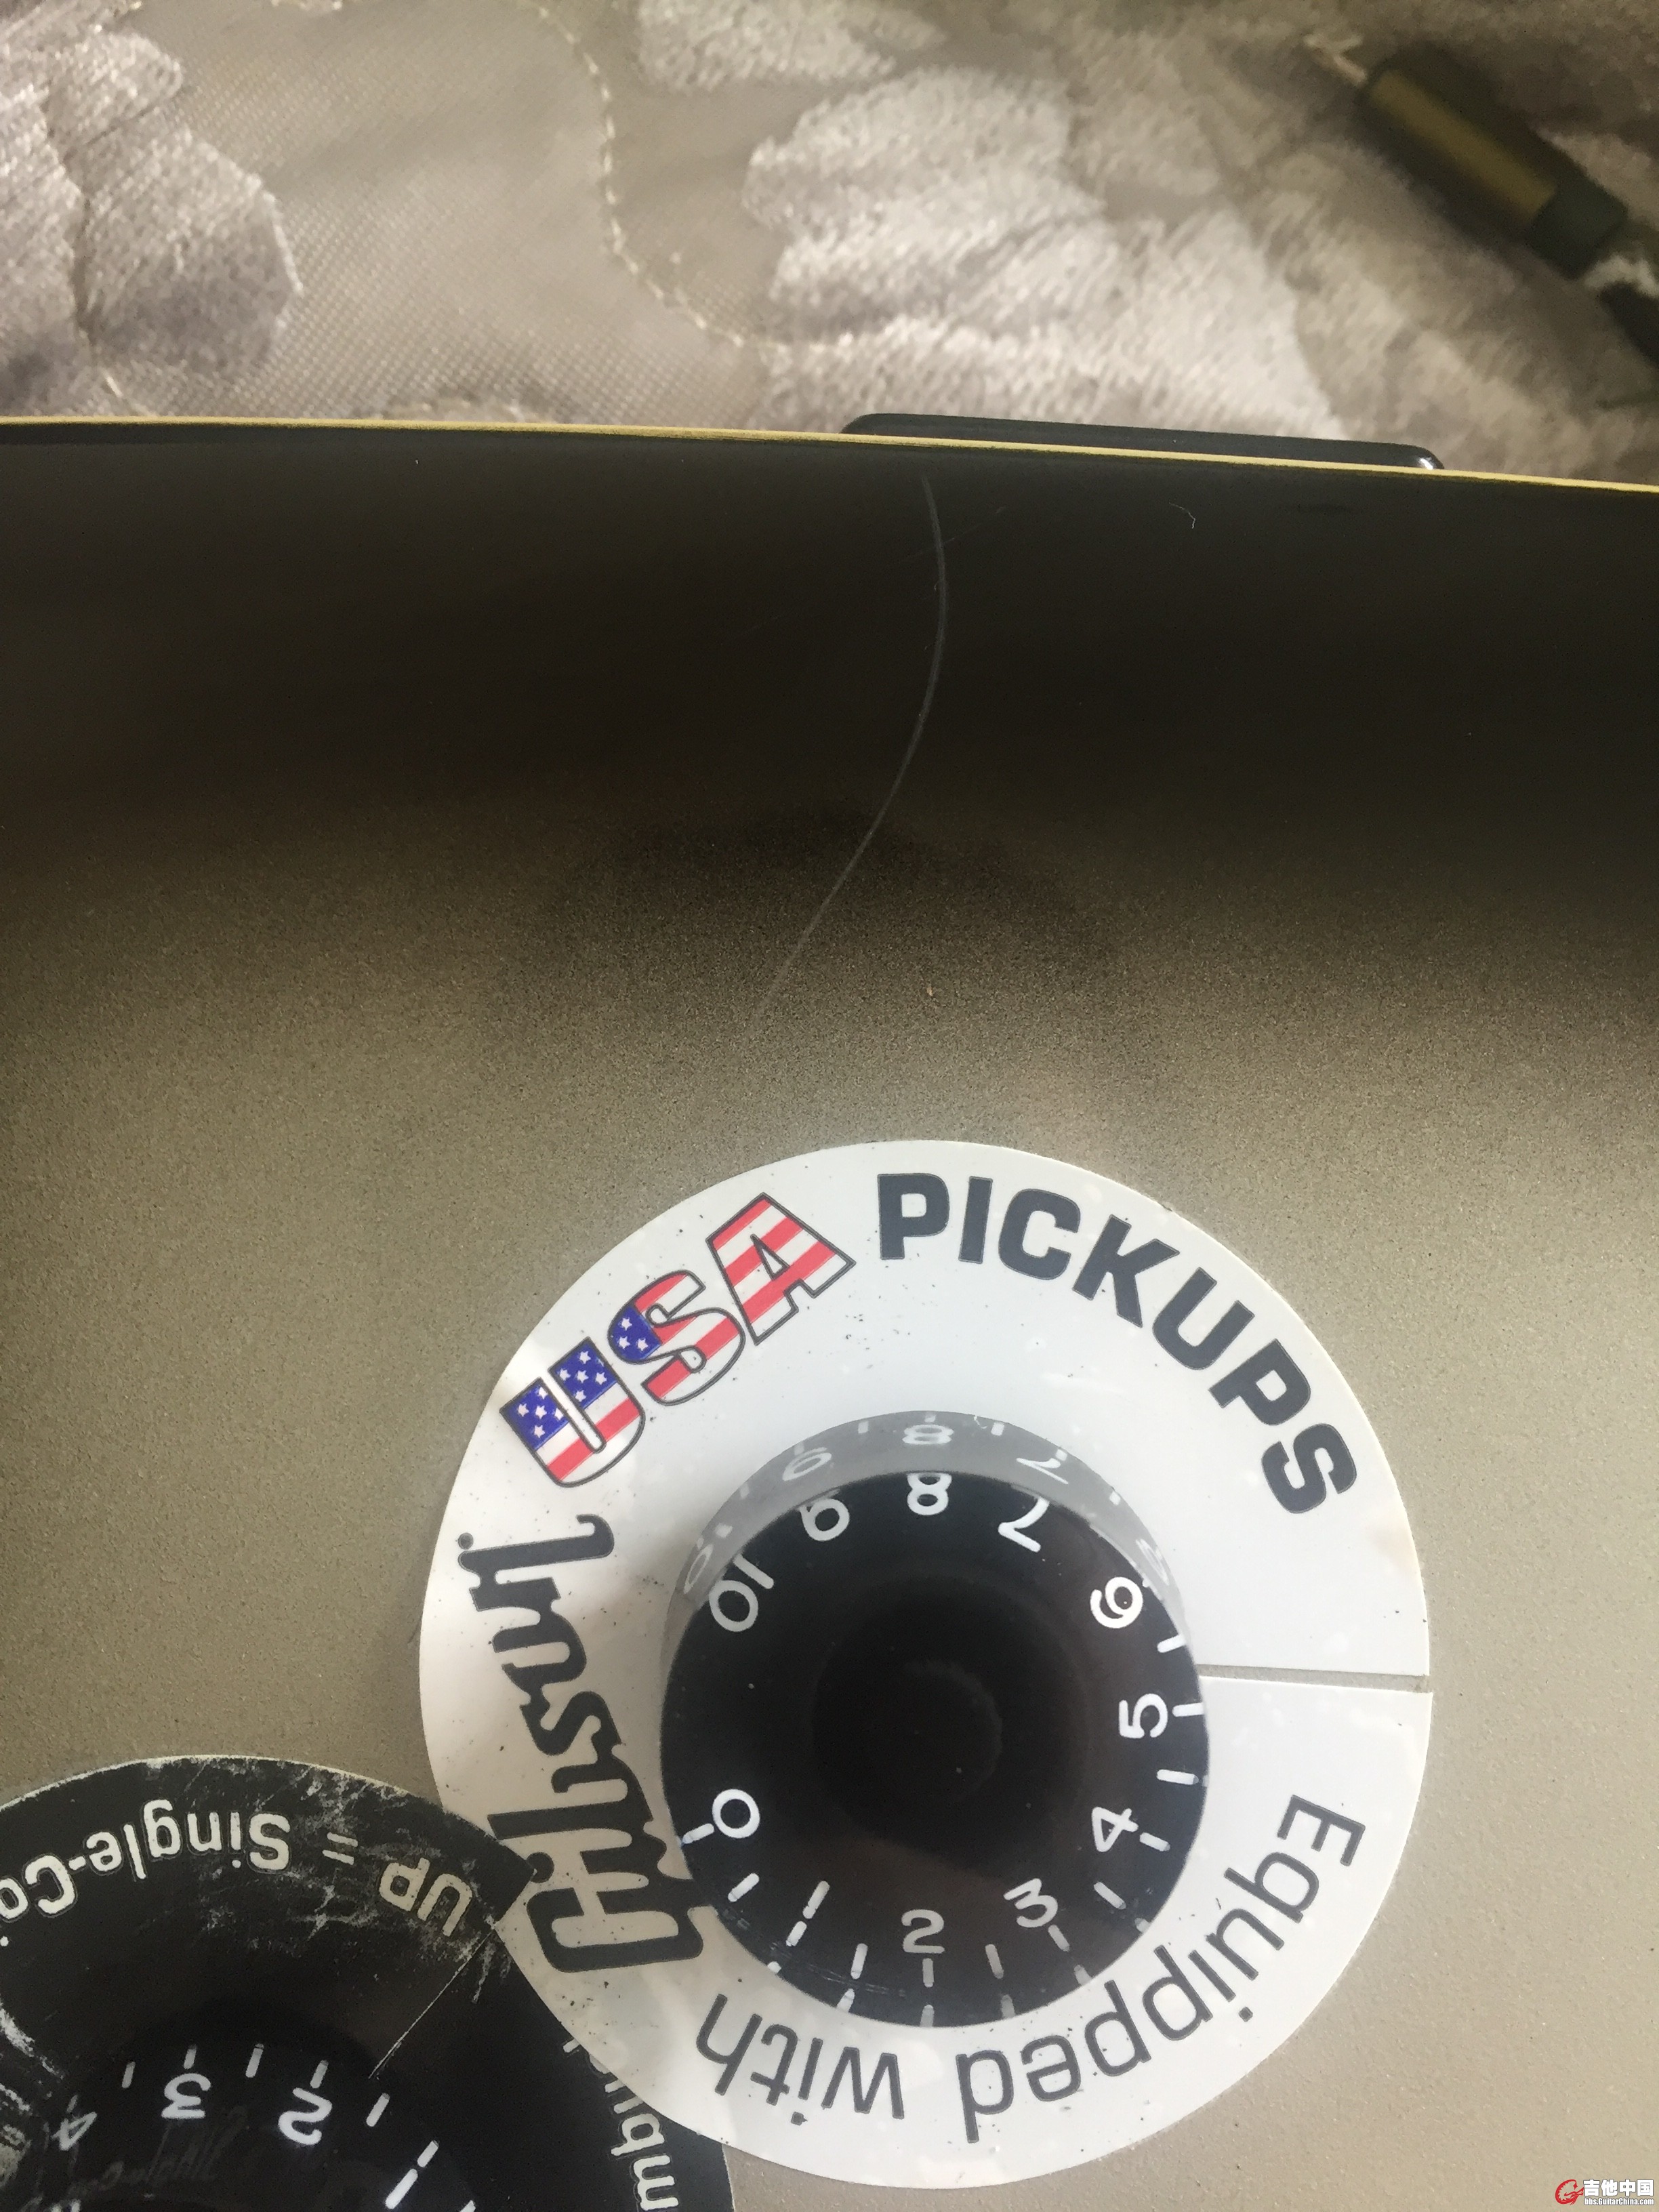 Equipped with
Gibson
USA
PICKUPS
0 2 3 4 5 6 7 8 9 10
UP = Single-Co
2 3 4
吉他中国
bbs.GuitarChina.com